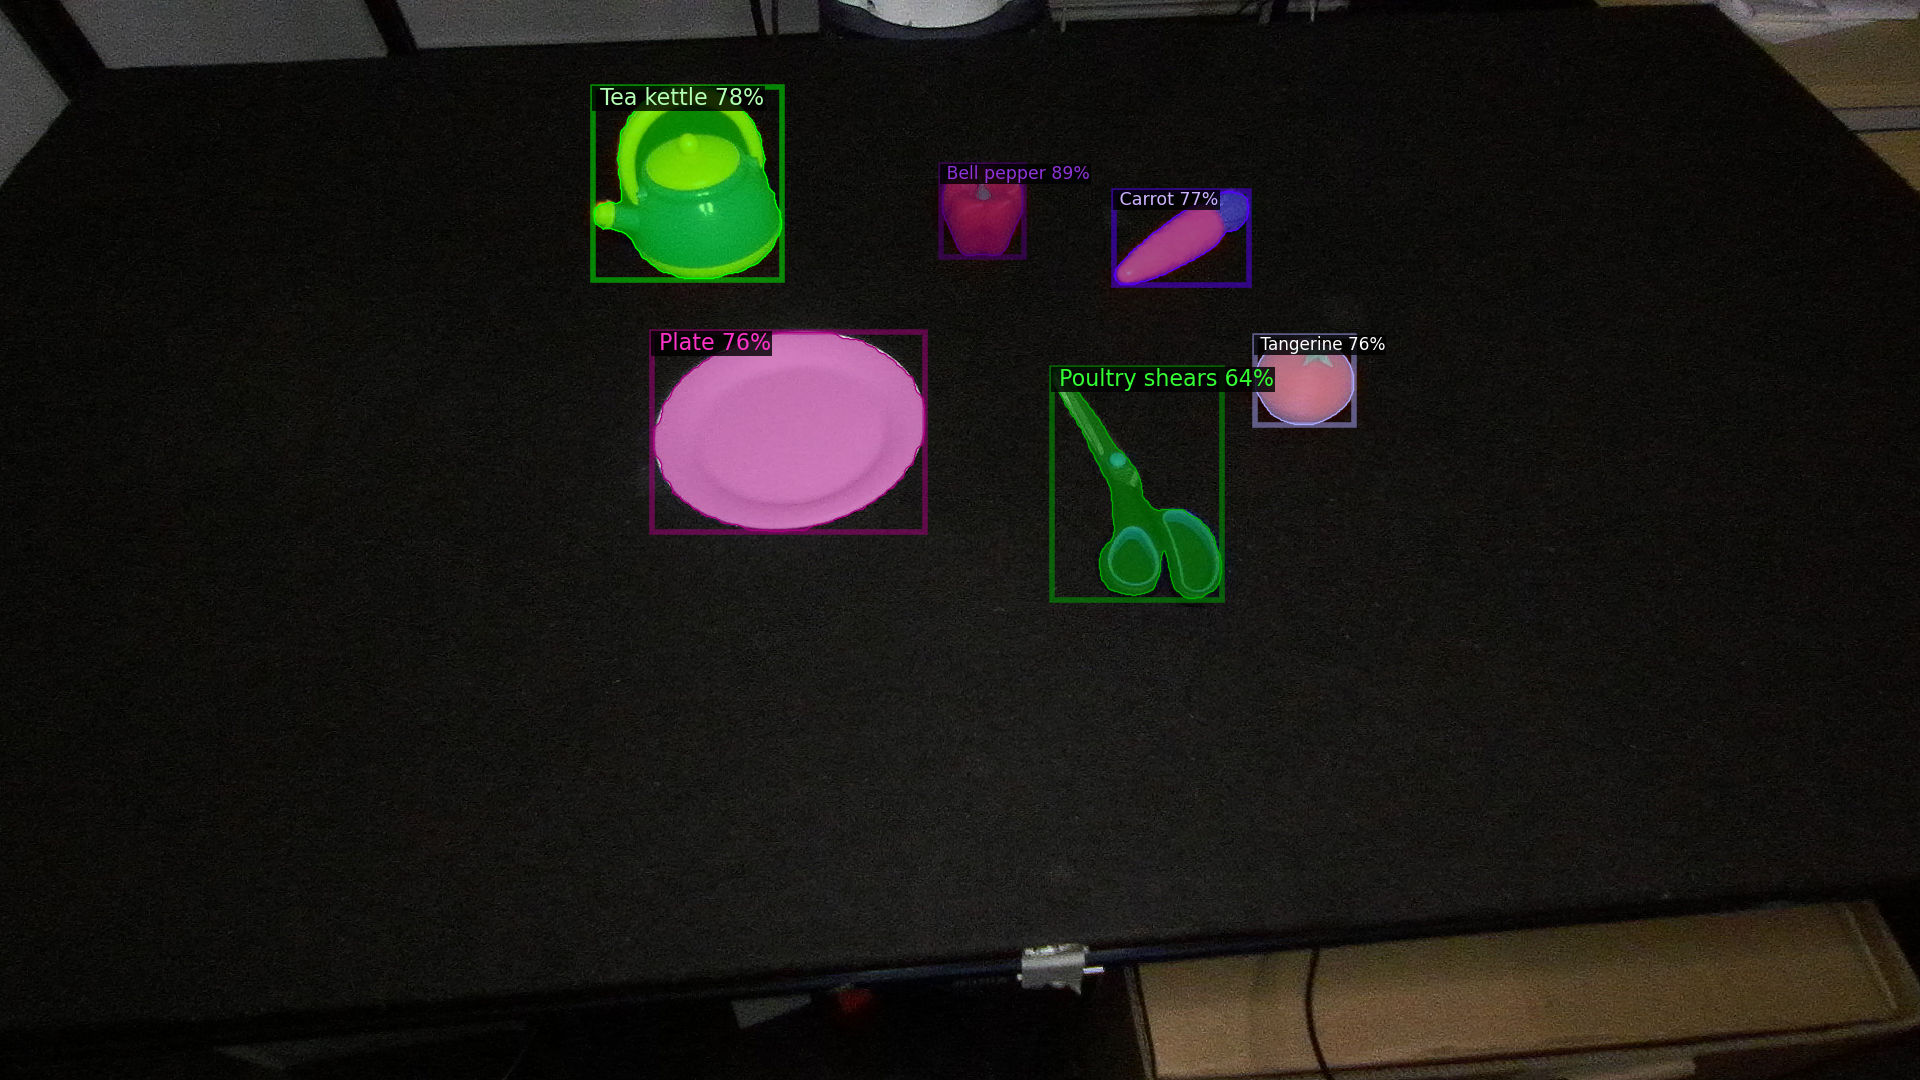 Tea kettle 78%
Bell pepper 89%
Carrot 77%
Plate 76%
Tangerine 76%
Poultry shears 64%